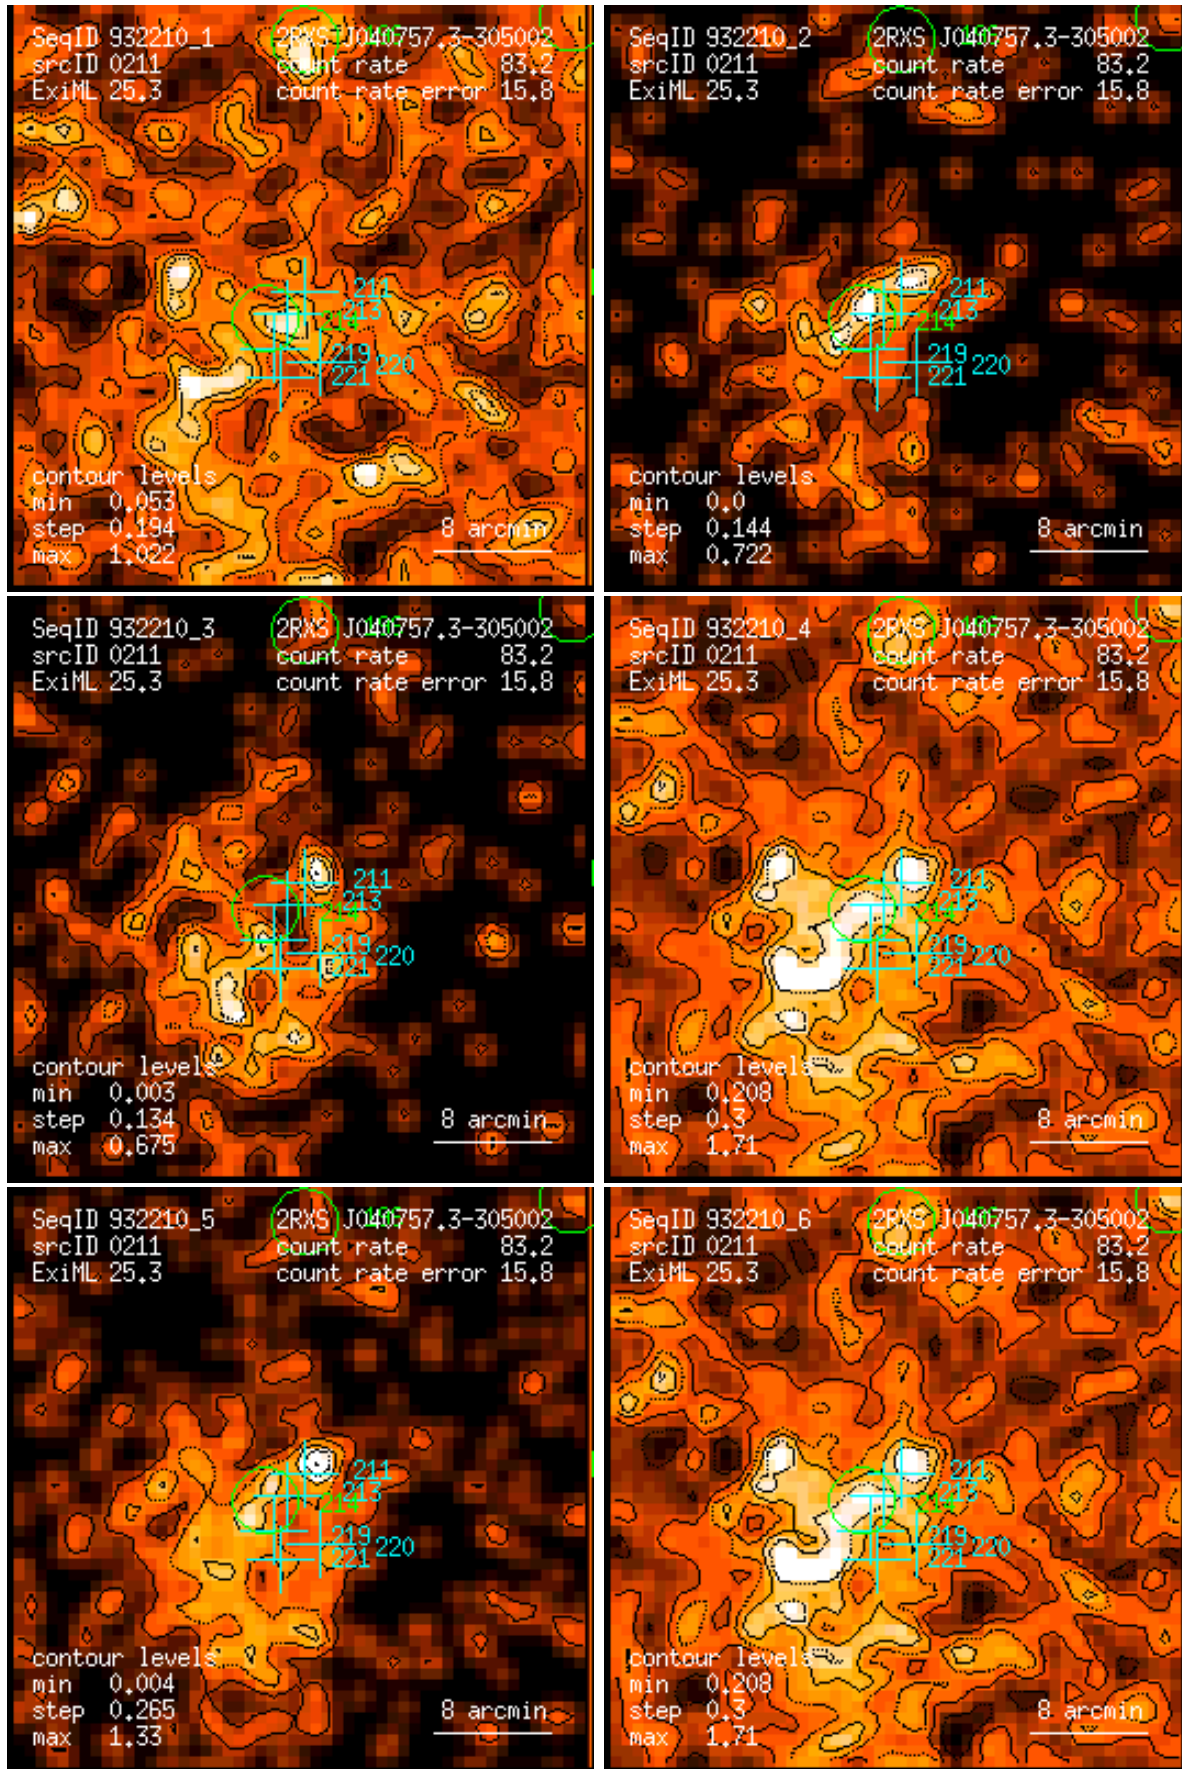 SeqID 932210_1 2RXS J040757.3-305002
srcID 0211 count rate 83.2
ExiML 25.3 count rate error 15.8
211
213
214
219 220
221
contour levels
min 0.053
step 0.194
max 1.022
8 arcmin
SeqID 932210_2 2RXS J040757.3-305002
srcID 0211 count rate 83.2
ExiML 25.3 count rate error 15.8
211
213
214
219 220
221
contour levels
min 0.0
step 0.144
max 0.722
8 arcmin
SeqID 932210_3 2RXS J040757.3-305002
srcID 0211 count rate 83.2
ExiML 25.3 count rate error 15.8
211
213
214
219 220
221
contour levels
min 0.003
step 0.134
max 0.675
8 arcmin
SeqID 932210_4 2RXS J040757.3-305002
srcID 0211 count rate 83.2
ExiML 25.3 count rate error 15.8
211
213
214
219 220
221
contour levels
min 0.208
step 0.3
max 1.71
8 arcmin
SeqID 932210_5 2RXS J040757.3-305002
srcID 0211 count rate 83.2
ExiML 25.3 count rate error 15.8
211
213
214
219 220
221
contour levels
min 0.004
step 0.265
max 1.33
8 arcmin
SeqID 932210_6 2RXS J040757.3-305002
srcID 0211 count rate 83.2
ExiML 25.3 count rate error 15.8
211
213
214
219 220
221
contour levels
min 0.208
step 0.3
max 1.71
8 arcmin